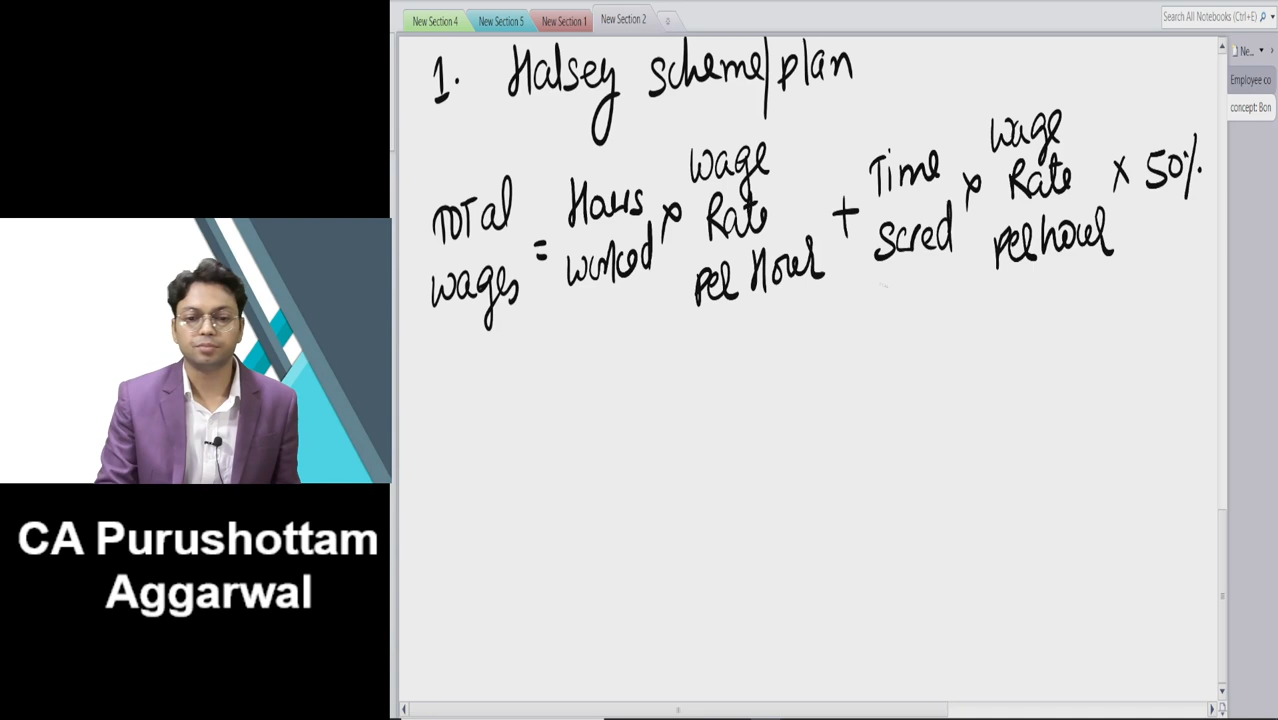 New Section 4
New Section 5
New Section 1
New Section 2
Search All Notebooks (Ctrl+E)
Ne...
Employee co
concept: Bon
1. Halsey scheme/plan
Total wages = Hours worked × wage Rate per Hour + Time saved × wage Rate per hour × 50%
CA Purushottam
Aggarwal